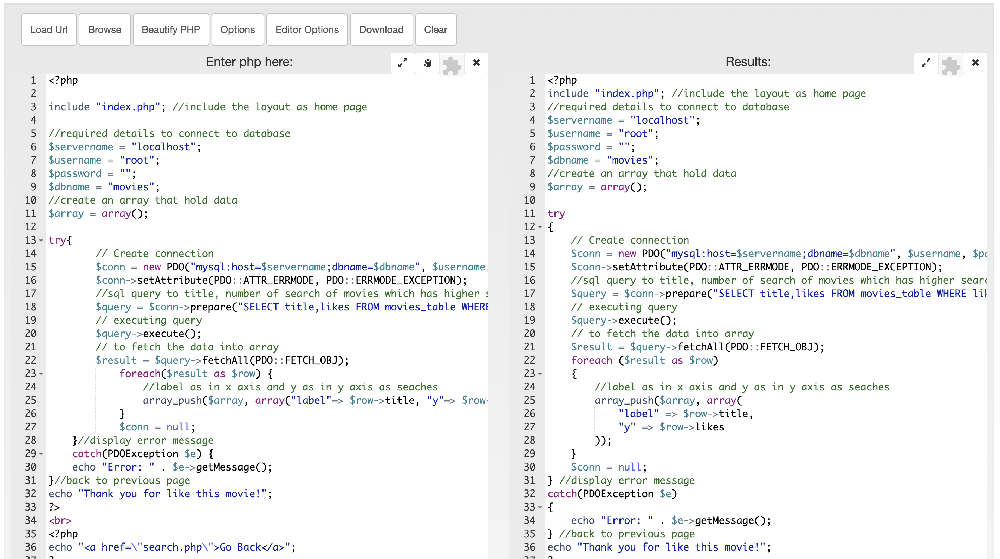 Load Url Browse Beautify PHP Options Editor Options Download Clear
Enter php here:
1 <?php
2
3 include "index.php"; //include the layout as home page
4
5 //required details to connect to database
6 $servername = "localhost";
7 $username = "root";
8 $password = "";
9 $dbname = "movies";
10 //create an array that hold data
11 $array = array();
12
13 try{
14 // Create connection
15 $conn = new PDO("mysql:host=$servername;dbname=$dbname", $username,
16 $conn->setAttribute(PDO::ATTR_ERRMODE, PDO::ERRMODE_EXCEPTION);
17 //sql query to title, number of search of movies which has higher s
18 $query = $conn->prepare("SELECT title,likes FROM movies_table WHERE
19 // executing query
20 $query->execute();
21 // to fetch the data into array
22 $result = $query->fetchAll(PDO::FETCH_OBJ);
23 foreach($result as $row) {
24 //label as in x axis and y as in y axis as seaches
25 array_push($array, array("label"=> $row->title, "y"=> $row-
26 }
27 $conn = null;
28 }//display error message
29 catch(PDOException $e) {
30 echo "Error: " . $e->getMessage();
31 }//back to previous page
32 echo "Thank you for like this movie!";
33 ?>
34 <br>
35 <?php
36 echo "<a href=\"search.php\">Go Back</a>";
Results:
1 <?php
2 include "index.php"; //include the layout as home page
3 //required details to connect to database
4 $servername = "localhost";
5 $username = "root";
6 $password = "";
7 $dbname = "movies";
8 //create an array that hold data
9 $array = array();
10
11 try
12 {
13 // Create connection
14 $conn = new PDO("mysql:host=$servername;dbname=$dbname", $username, $pa
15 $conn->setAttribute(PDO::ATTR_ERRMODE, PDO::ERRMODE_EXCEPTION);
16 //sql query to title, number of search of movies which has higher searc
17 $query = $conn->prepare("SELECT title,likes FROM movies_table WHERE lik
18 // executing query
19 $query->execute();
20 // to fetch the data into array
21 $result = $query->fetchAll(PDO::FETCH_OBJ);
22 foreach ($result as $row)
23 {
24 //label as in x axis and y as in y axis as seaches
25 array_push($array, array(
26 "label" => $row->title,
27 "y" => $row->likes
28 ));
29 }
30 $conn = null;
31 } //display error message
32 catch(PDOException $e)
33 {
34 echo "Error: " . $e->getMessage();
35 } //back to previous page
36 echo "Thank you for like this movie!";